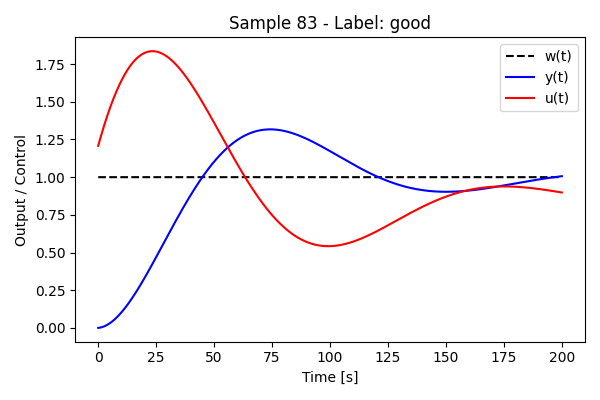 Sample 83 - Label: good
w(t)
y(t)
u(t)
Output / Control
1.75
1.50
1.25
1.00
0.75
0.50
0.25
0.00
0 25 50 75 100 125 150 175 200
Time [s]